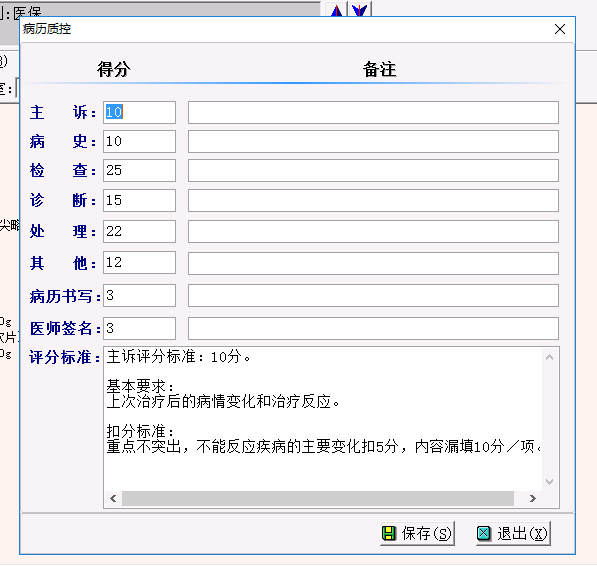 :医保
病历质控
得分 备注
主 诉: 10
病 史: 10
检 查: 25
诊 断: 15
处 理: 22
其 他: 12
病历书写: 3
医师签名: 3
评分标准: 主诉评分标准: 10分。
基本要求:
上次治疗后的病情变化和治疗反应。
扣分标准:
重点不突出, 不能反应疾病的主要变化扣5分, 内容漏填10分／项
保存(S) 退出(X)